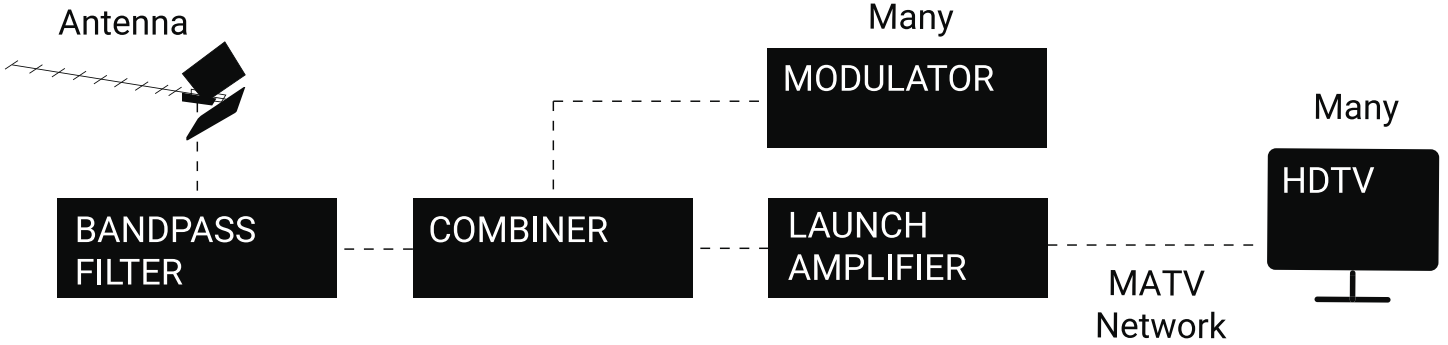 Antenna
Many
MODULATOR
Many
HDTV
BANDPASS
FILTER
COMBINER
LAUNCH
AMPLIFIER
MATV
Network